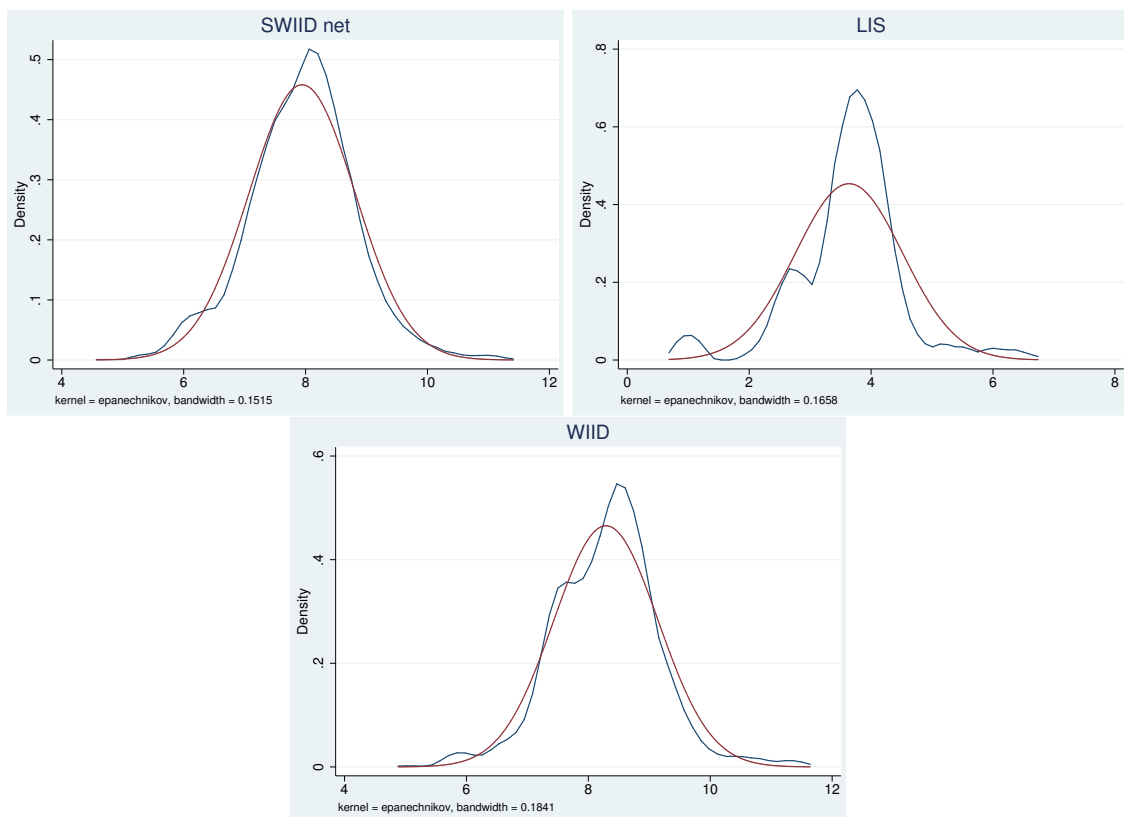 SWIID net
Density
0
.1
.2
.3
.4
.5
4 6 8 10 12
kernel = epanechnikov, bandwidth = 0.1515
LIS
Density
0
.2
.4
.6
.8
0 2 4 6 8
kernel = epanechnikov, bandwidth = 0.1658
WIID
Density
0
.2
.4
.6
4 6 8 10 12
kernel = epanechnikov, bandwidth = 0.1841